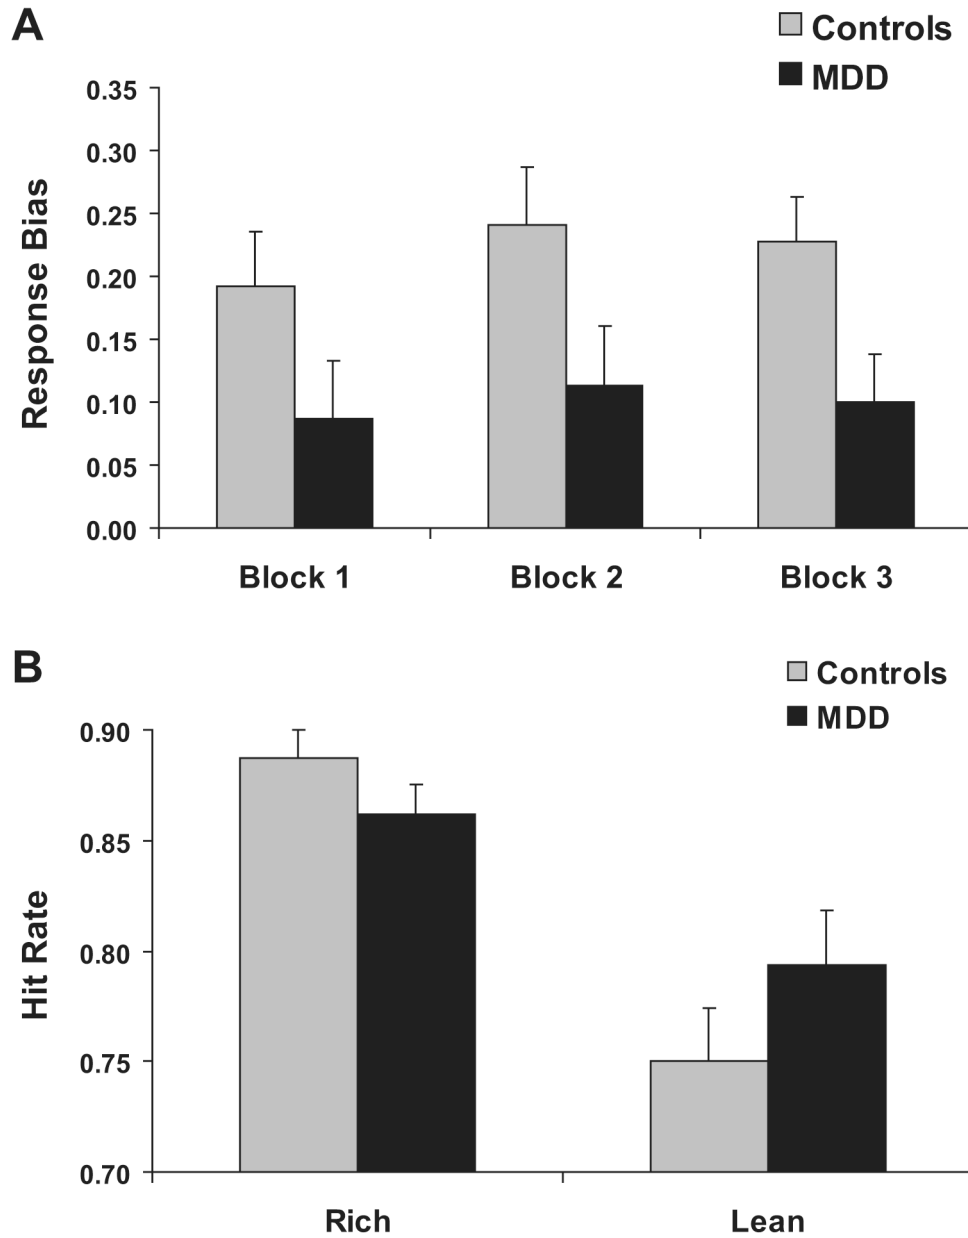 A
Controls
MDD
0.35
0.30
0.25
0.20
0.15
0.10
0.05
0.00
Response Bias
Block 1 Block 2 Block 3
B
Controls
MDD
0.90
0.85
0.80
0.75
0.70
Hit Rate
Rich Lean